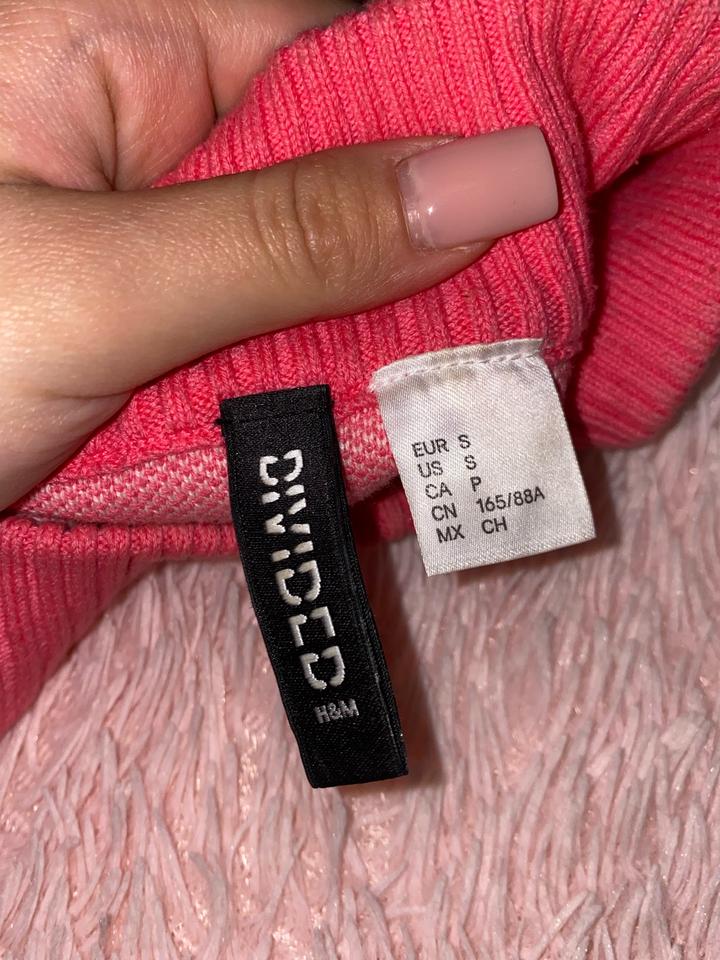 DIVIDED
H&M
EUR S
US S
CA P
CN 165/88A
MX CH